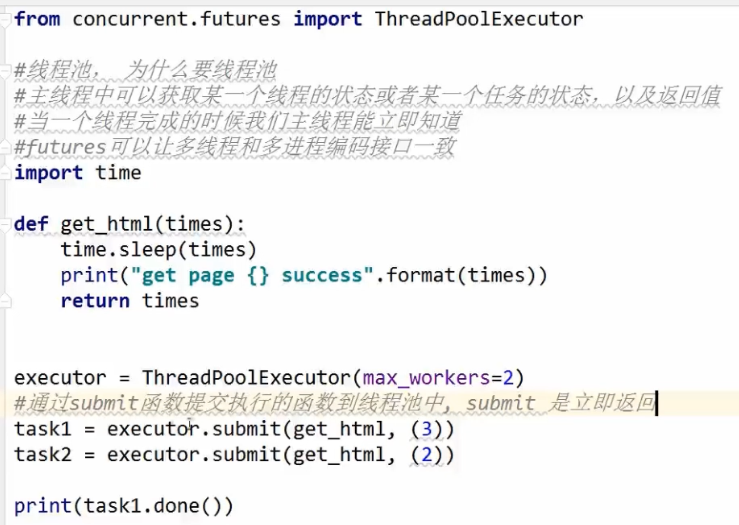 from concurrent.futures import ThreadPoolExecutor
#线程池， 为什么要线程池
#主线程中可以获取某一个线程的状态或者某一个任务的状态，以及返回值
#当一个线程完成的时候我们主线程能立即知道
#futures可以让多线程和多进程编码接口一致
import time
def get_html(times):
    time.sleep(times)
    print("get page {} success".format(times))
    return times
executor = ThreadPoolExecutor(max_workers=2)
#通过submit函数提交执行的函数到线程池中, submit 是立即返回
task1 = executor.submit(get_html, (3))
task2 = executor.submit(get_html, (2))
print(task1.done())